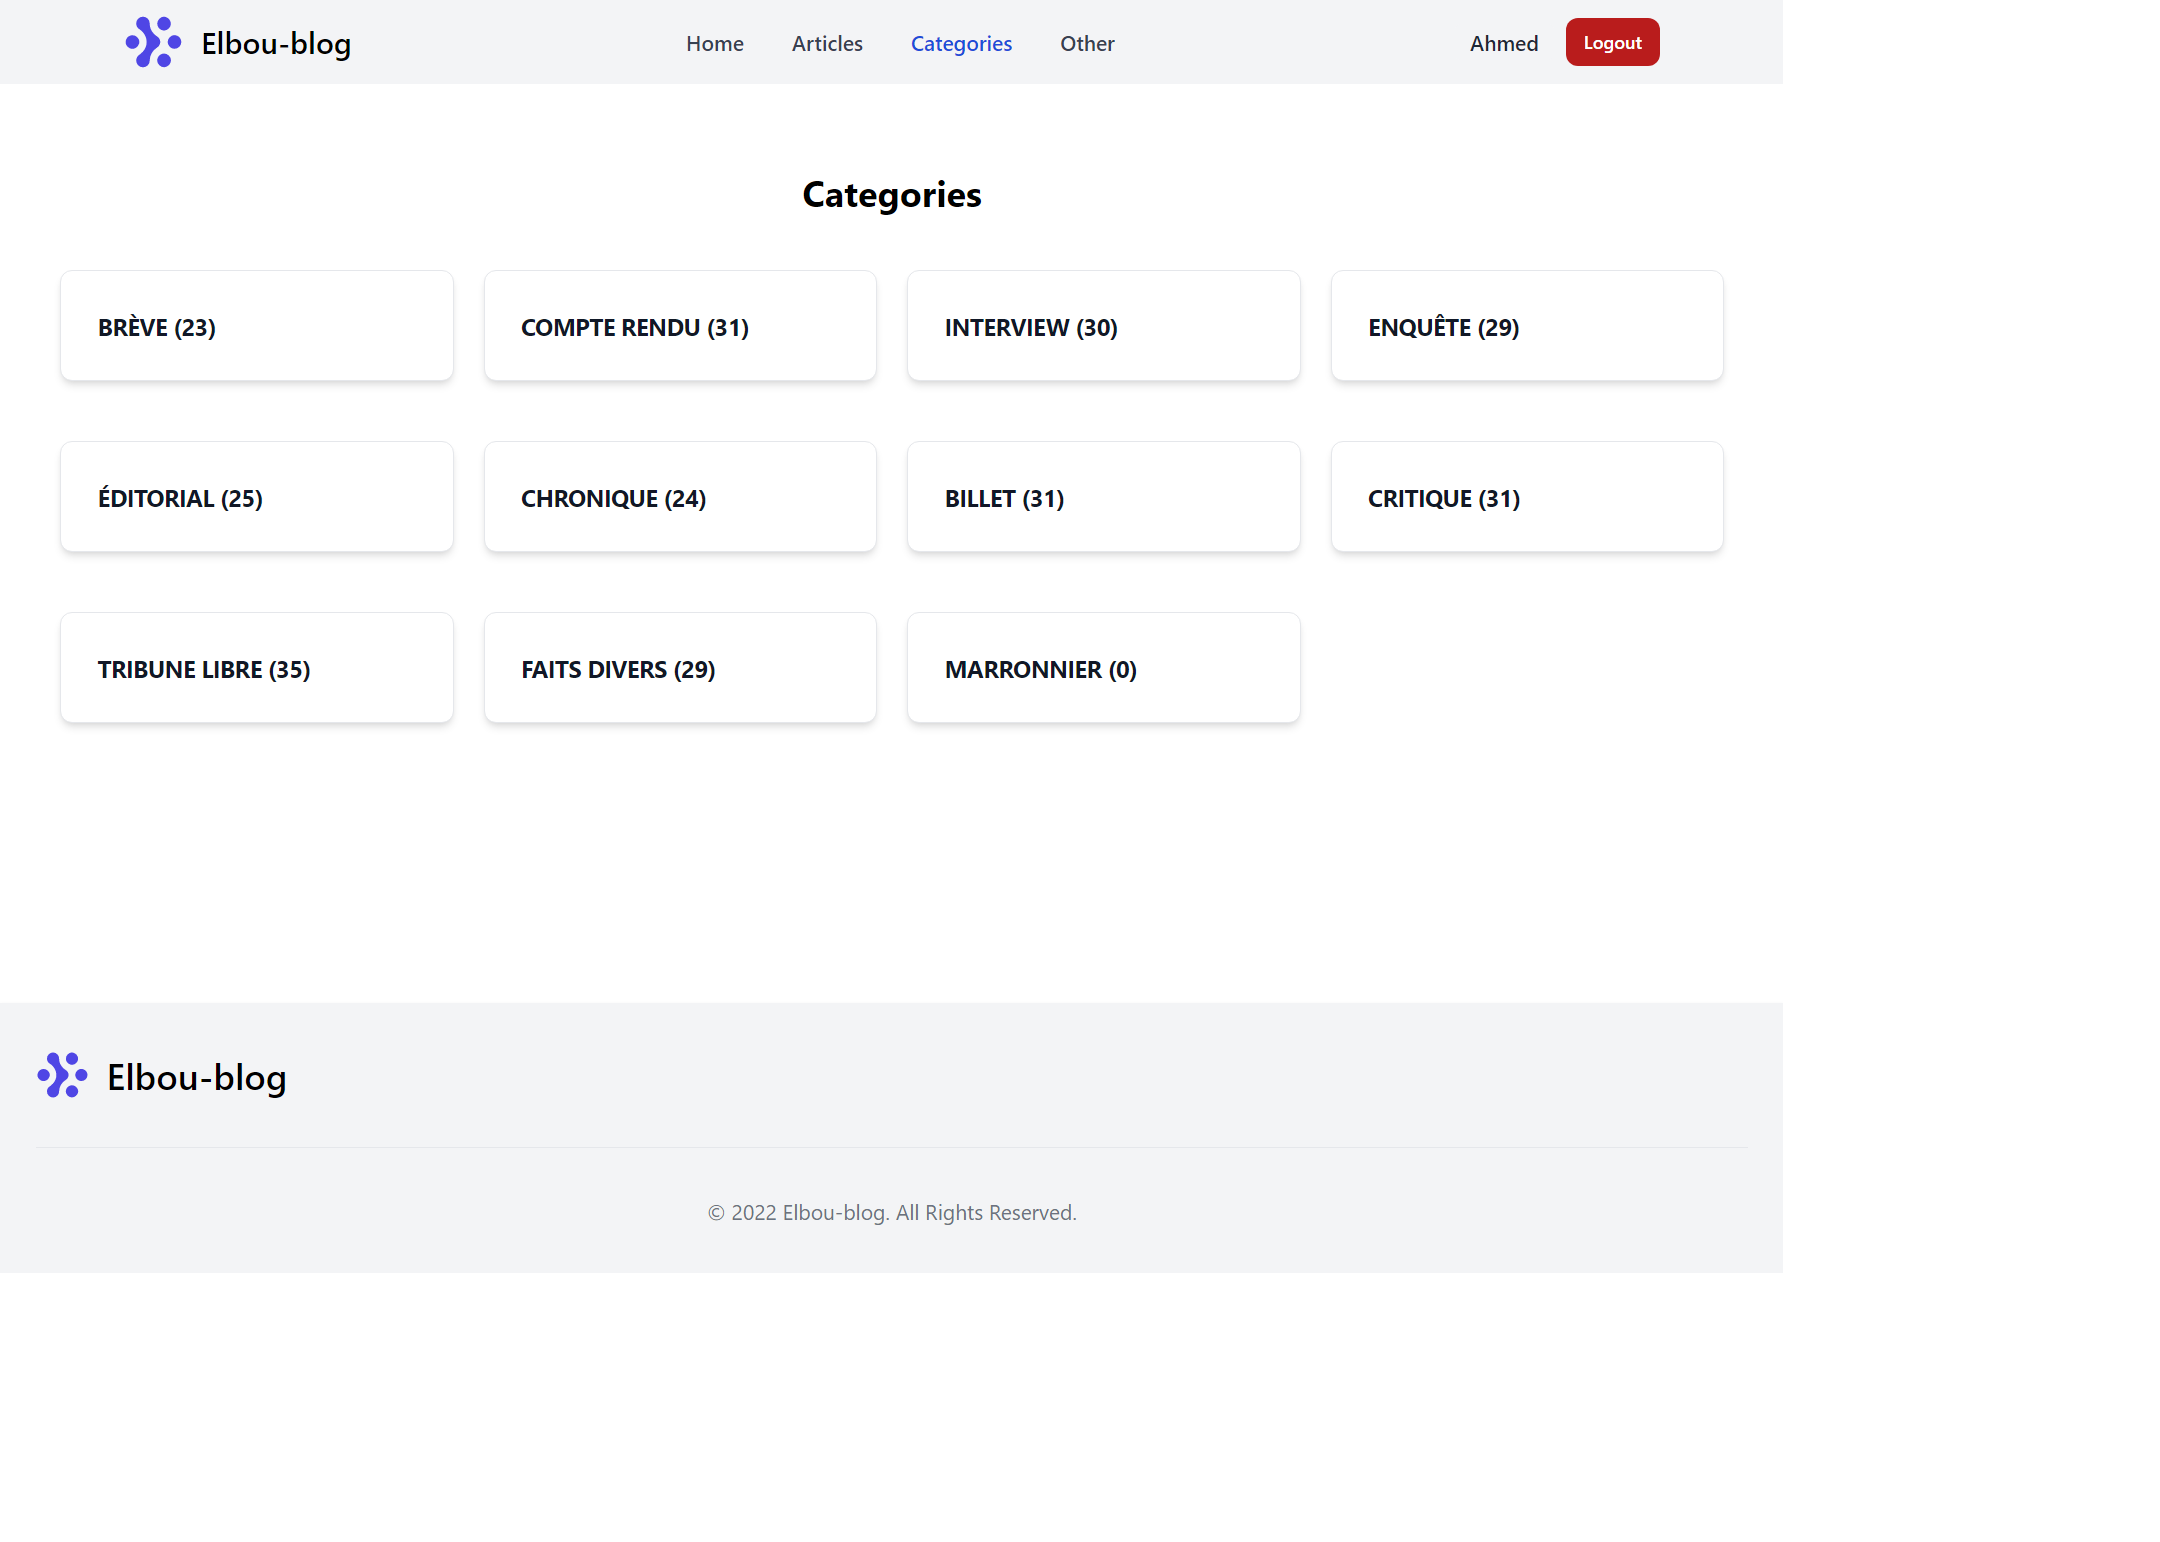 Elbou-blog
Home Articles Categories Other
Ahmed Logout
Categories
BRÈVE (23) COMPTE RENDU (31) INTERVIEW (30) ENQUÊTE (29)
ÉDITORIAL (25) CHRONIQUE (24) BILLET (31) CRITIQUE (31)
TRIBUNE LIBRE (35) FAITS DIVERS (29) MARRONNIER (0)
Elbou-blog
© 2022 Elbou-blog. All Rights Reserved.